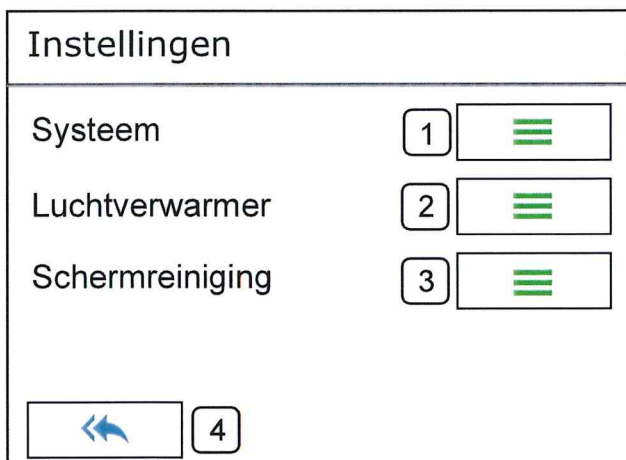 Instellingen
Systeem 1
Luchtverwarmer 2
Schermreiniging 3
4